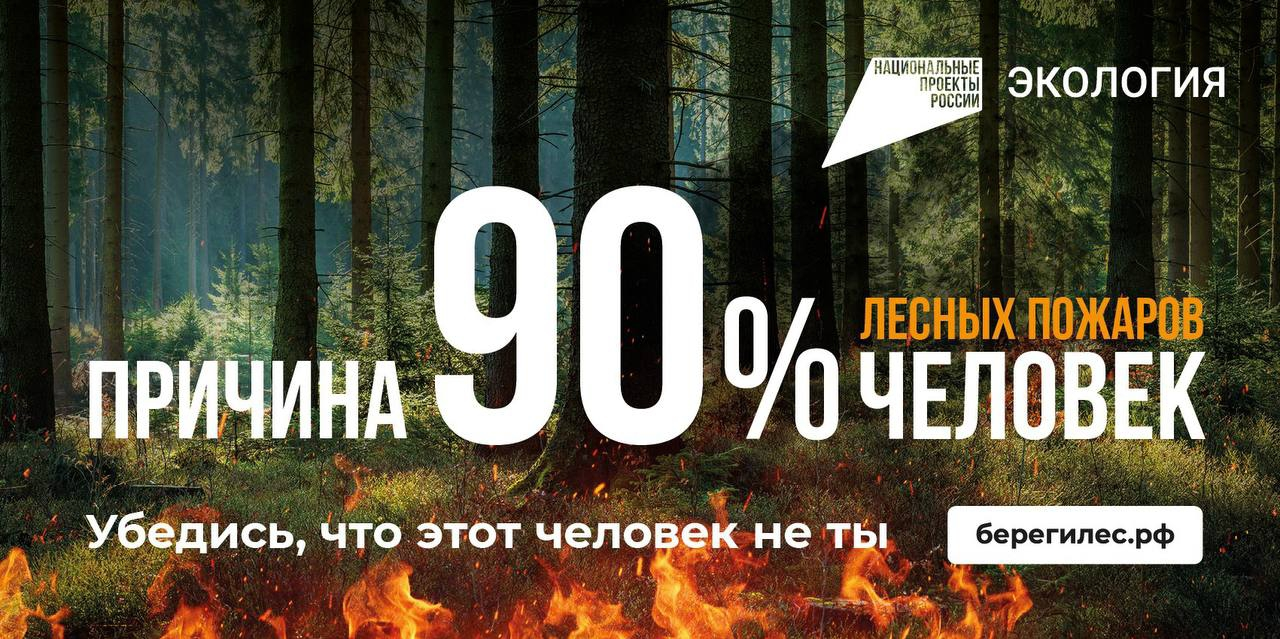 НАЦИОНАЛЬНЫЕ
ПРОЕКТЫ
РОССИИ
ЭКОЛОГИЯ
ПРИЧИНА 90% ЛЕСНЫХ ПОЖАРОВ
ЧЕЛОВЕК
Убедись, что этот человек не ты
берегилес.рф